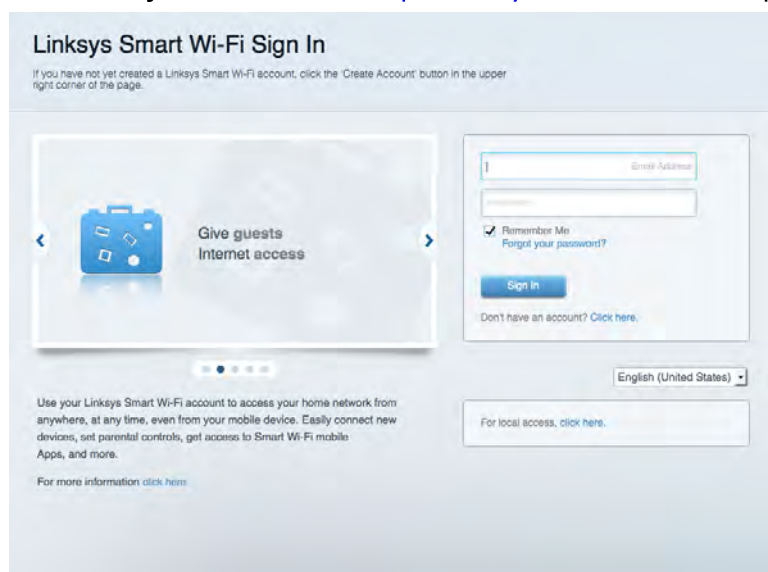 Linksys Smart Wi-Fi Sign In
If you have not yet created a Linksys Smart Wi-Fi account, click the 'Create Account' button in the upper
right corner of the page.
Email Address
Give guests
Internet access
Remember Me
Forgot your password?
Sign In
Don't have an account? Click here.
English (United States)
Use your Linksys Smart Wi-Fi account to access your home network from
anywhere, at any time, even from your mobile device. Easily connect new
devices, set parental controls, get access to Smart Wi-Fi mobile
Apps, and more.
For local access, click here.
For more information click here